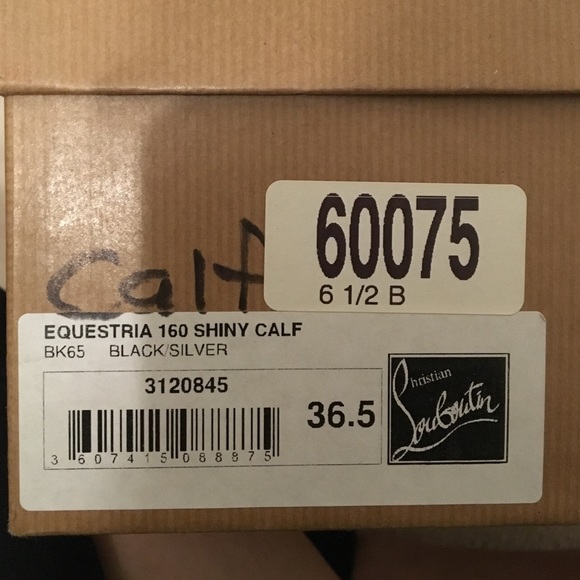 60075
6 1/2 B
Calf
EQUESTRIA 160 SHINY CALF
BK65 BLACK/SILVER
3120845
36.5
3 607415 088875
Christian
Louboutin